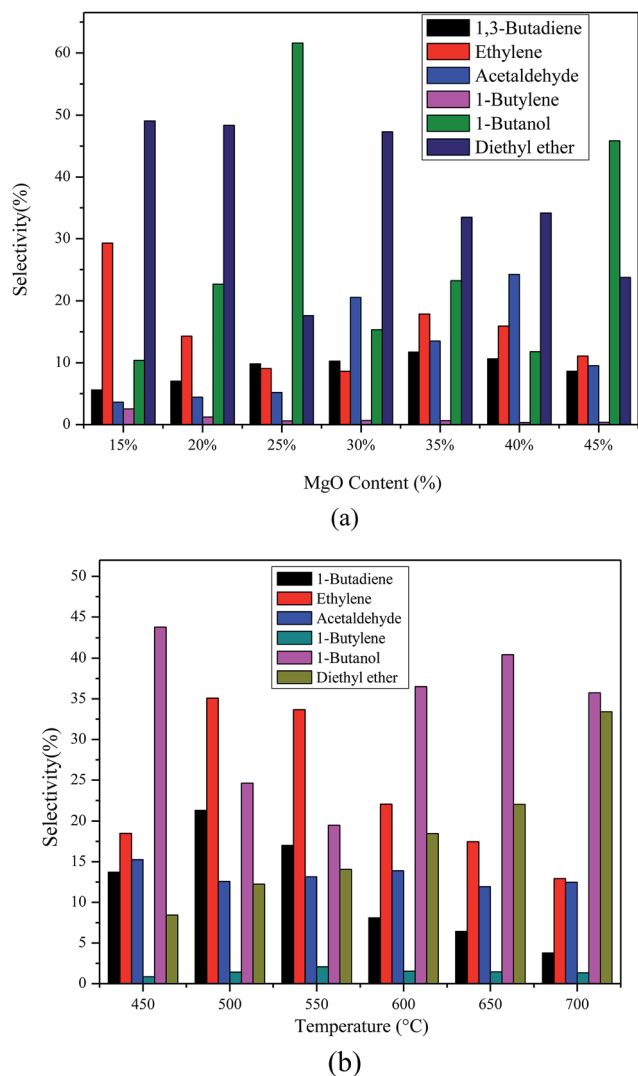 60
50
40
30
20
10
0
Selectivity(%)
1,3-Butadiene
Ethylene
Acetaldehyde
1-Butylene
1-Butanol
Diethyl ether
15% 20% 25% 30% 35% 40% 45%
MgO Content (%)
(a)
50
45
40
35
30
25
20
15
10
5
0
Selectivity(%)
1-Butadiene
Ethylene
Acetaldehyde
1-Butylene
1-Butanol
Diethyl ether
450 500 550 600 650 700
Temperature (°C)
(b)